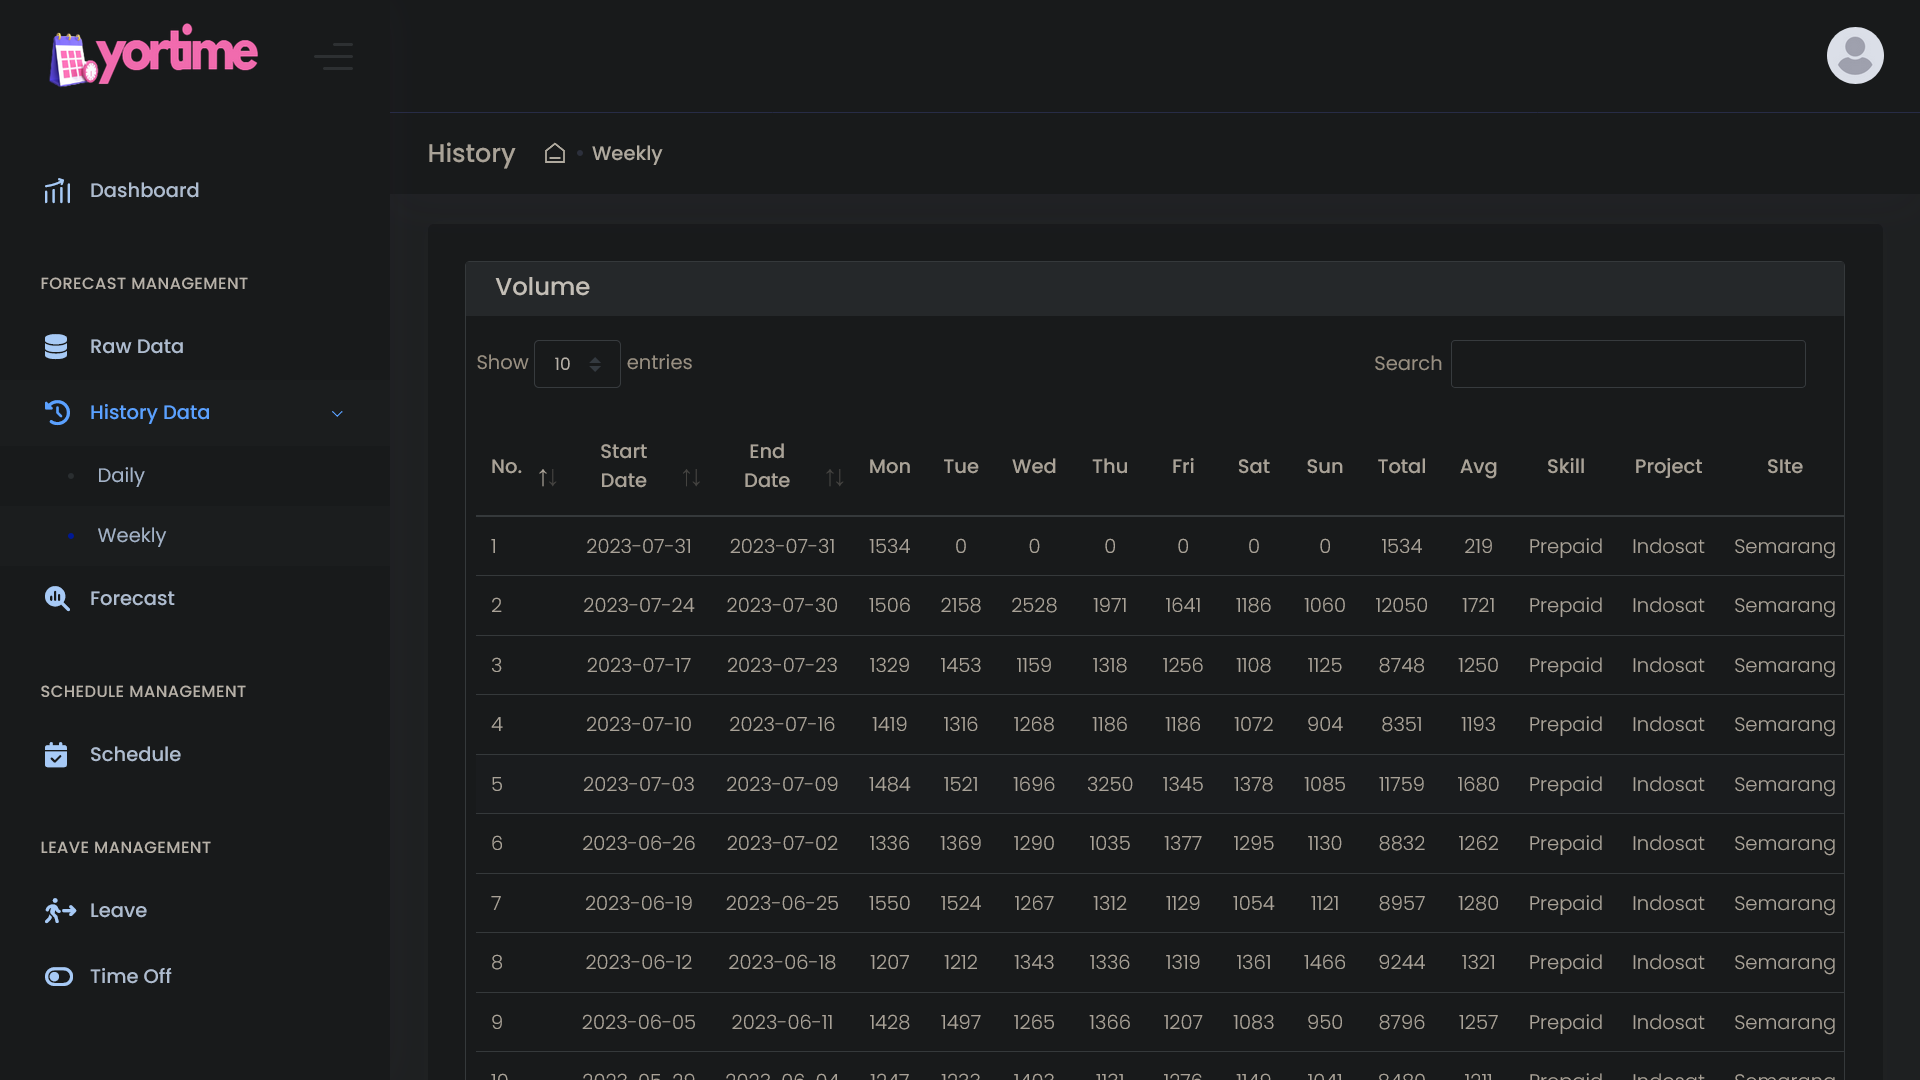 yortime
History
Weekly
Dashboard
FORECAST MANAGEMENT
Raw Data
History Data
Daily
Weekly
Forecast
SCHEDULE MANAGEMENT
Schedule
LEAVE MANAGEMENT
Leave
Time Off
Volume
Show 10 entries
Search
No. Start Date End Date Mon Tue Wed Thu Fri Sat Sun Total Avg Skill Project SIte
1 2023-07-31 2023-07-31 1534 0 0 0 0 0 0 1534 219 Prepaid Indosat Semarang
2 2023-07-24 2023-07-30 1506 2158 2528 1971 1641 1186 1060 12050 1721 Prepaid Indosat Semarang
3 2023-07-17 2023-07-23 1329 1453 1159 1318 1256 1108 1125 8748 1250 Prepaid Indosat Semarang
4 2023-07-10 2023-07-16 1419 1316 1268 1186 1186 1072 904 8351 1193 Prepaid Indosat Semarang
5 2023-07-03 2023-07-09 1484 1521 1696 3250 1345 1378 1085 11759 1680 Prepaid Indosat Semarang
6 2023-06-26 2023-07-02 1336 1369 1290 1035 1377 1295 1130 8832 1262 Prepaid Indosat Semarang
7 2023-06-19 2023-06-25 1550 1524 1267 1312 1129 1054 1121 8957 1280 Prepaid Indosat Semarang
8 2023-06-12 2023-06-18 1207 1212 1343 1336 1319 1361 1466 9244 1321 Prepaid Indosat Semarang
9 2023-06-05 2023-06-11 1428 1497 1265 1366 1207 1083 950 8796 1257 Prepaid Indosat Semarang
10 2023-05-29 2023-06-04 Prepaid Indosat Semarang